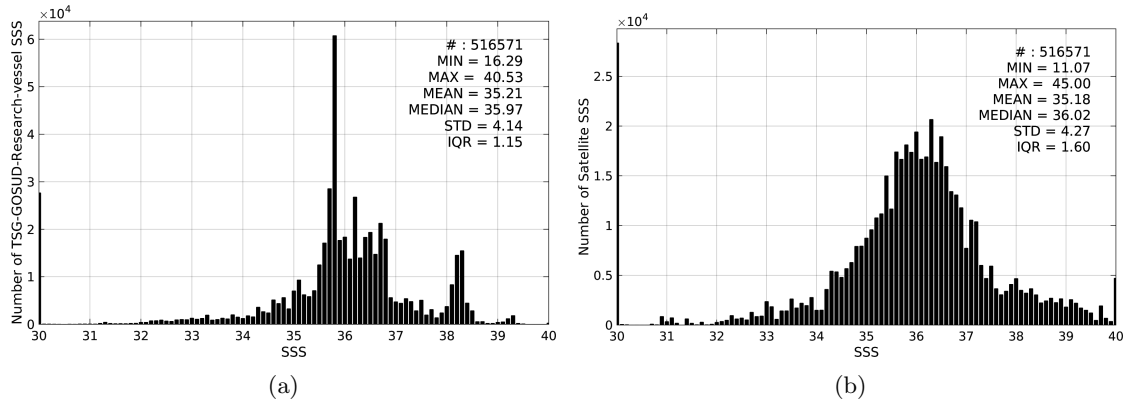 ×10⁴
Number of TSG-GOSUD-Research-vessel SSS
6
5
4
3
2
1
0
# : 516571
MIN = 16.29
MAX = 40.53
MEAN = 35.21
MEDIAN = 35.97
STD = 4.14
IQR = 1.15
30 31 32 33 34 35 36 37 38 39 40
SSS
(a)
×10⁴
Number of Satellite SSS
2.5
2
1.5
1
0.5
0
# : 516571
MIN = 11.07
MAX = 45.00
MEAN = 35.18
MEDIAN = 36.02
STD = 4.27
IQR = 1.60
30 31 32 33 34 35 36 37 38 39 40
SSS
(b)